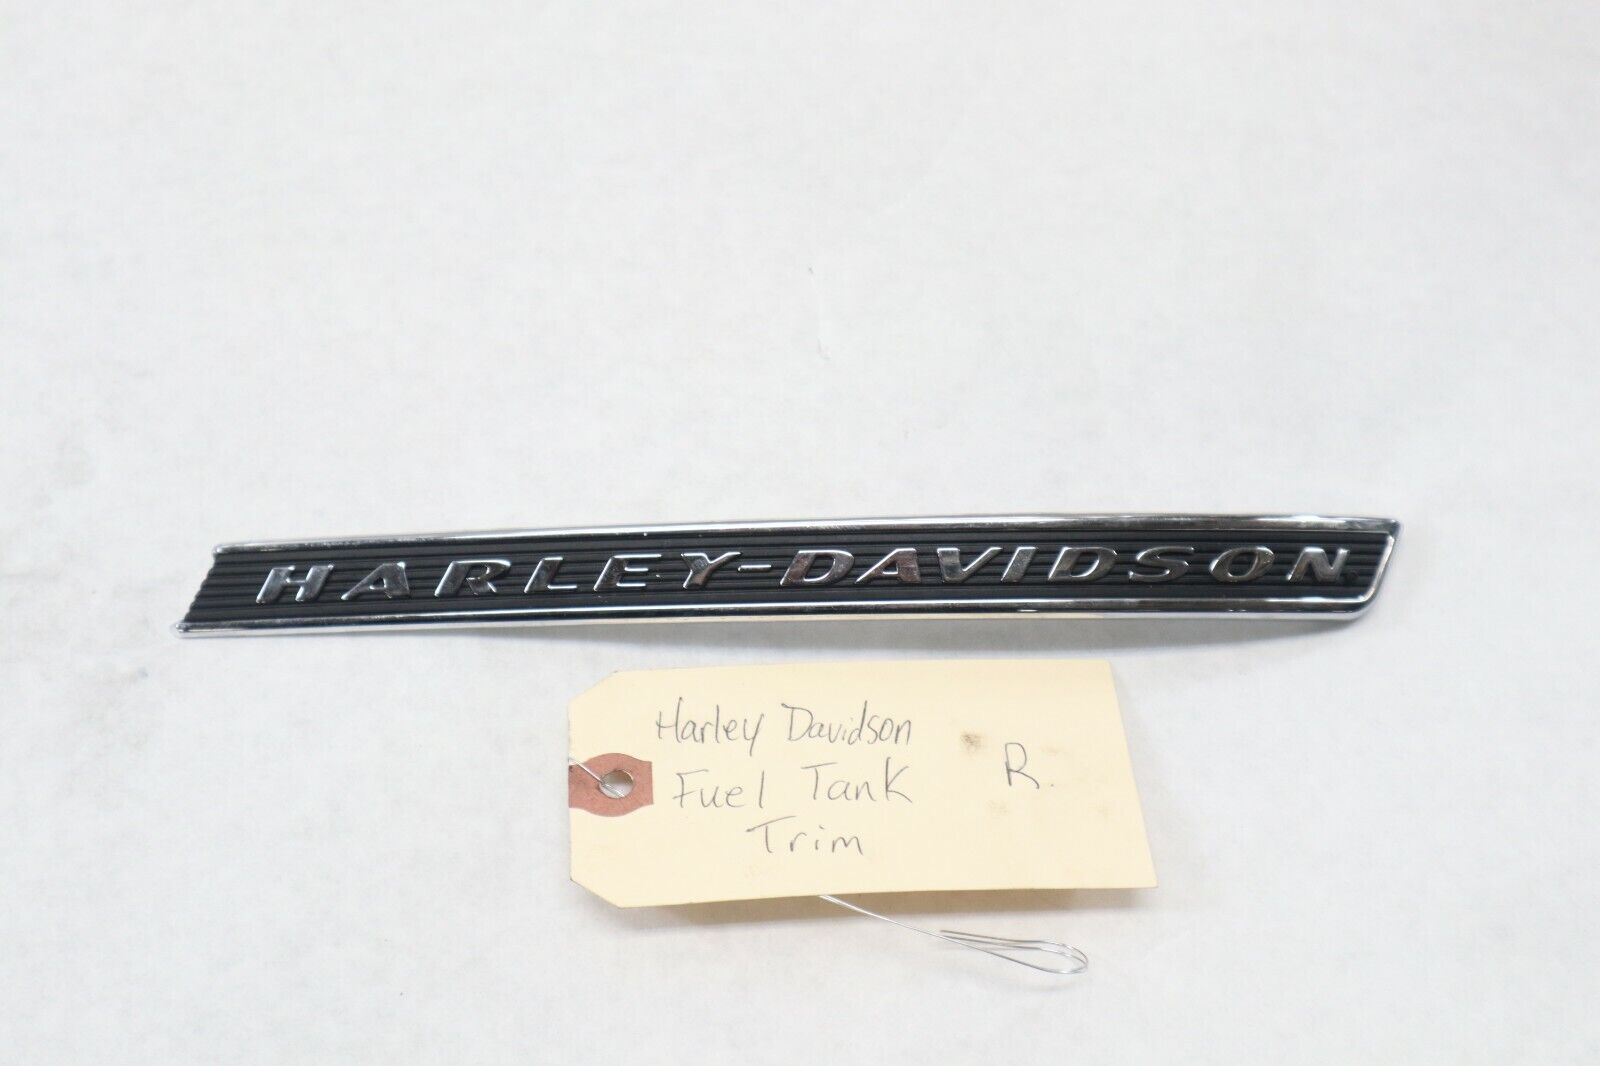 HARLEY-DAVIDSON
Harley Davidson
Fuel Tank
Trim
R.